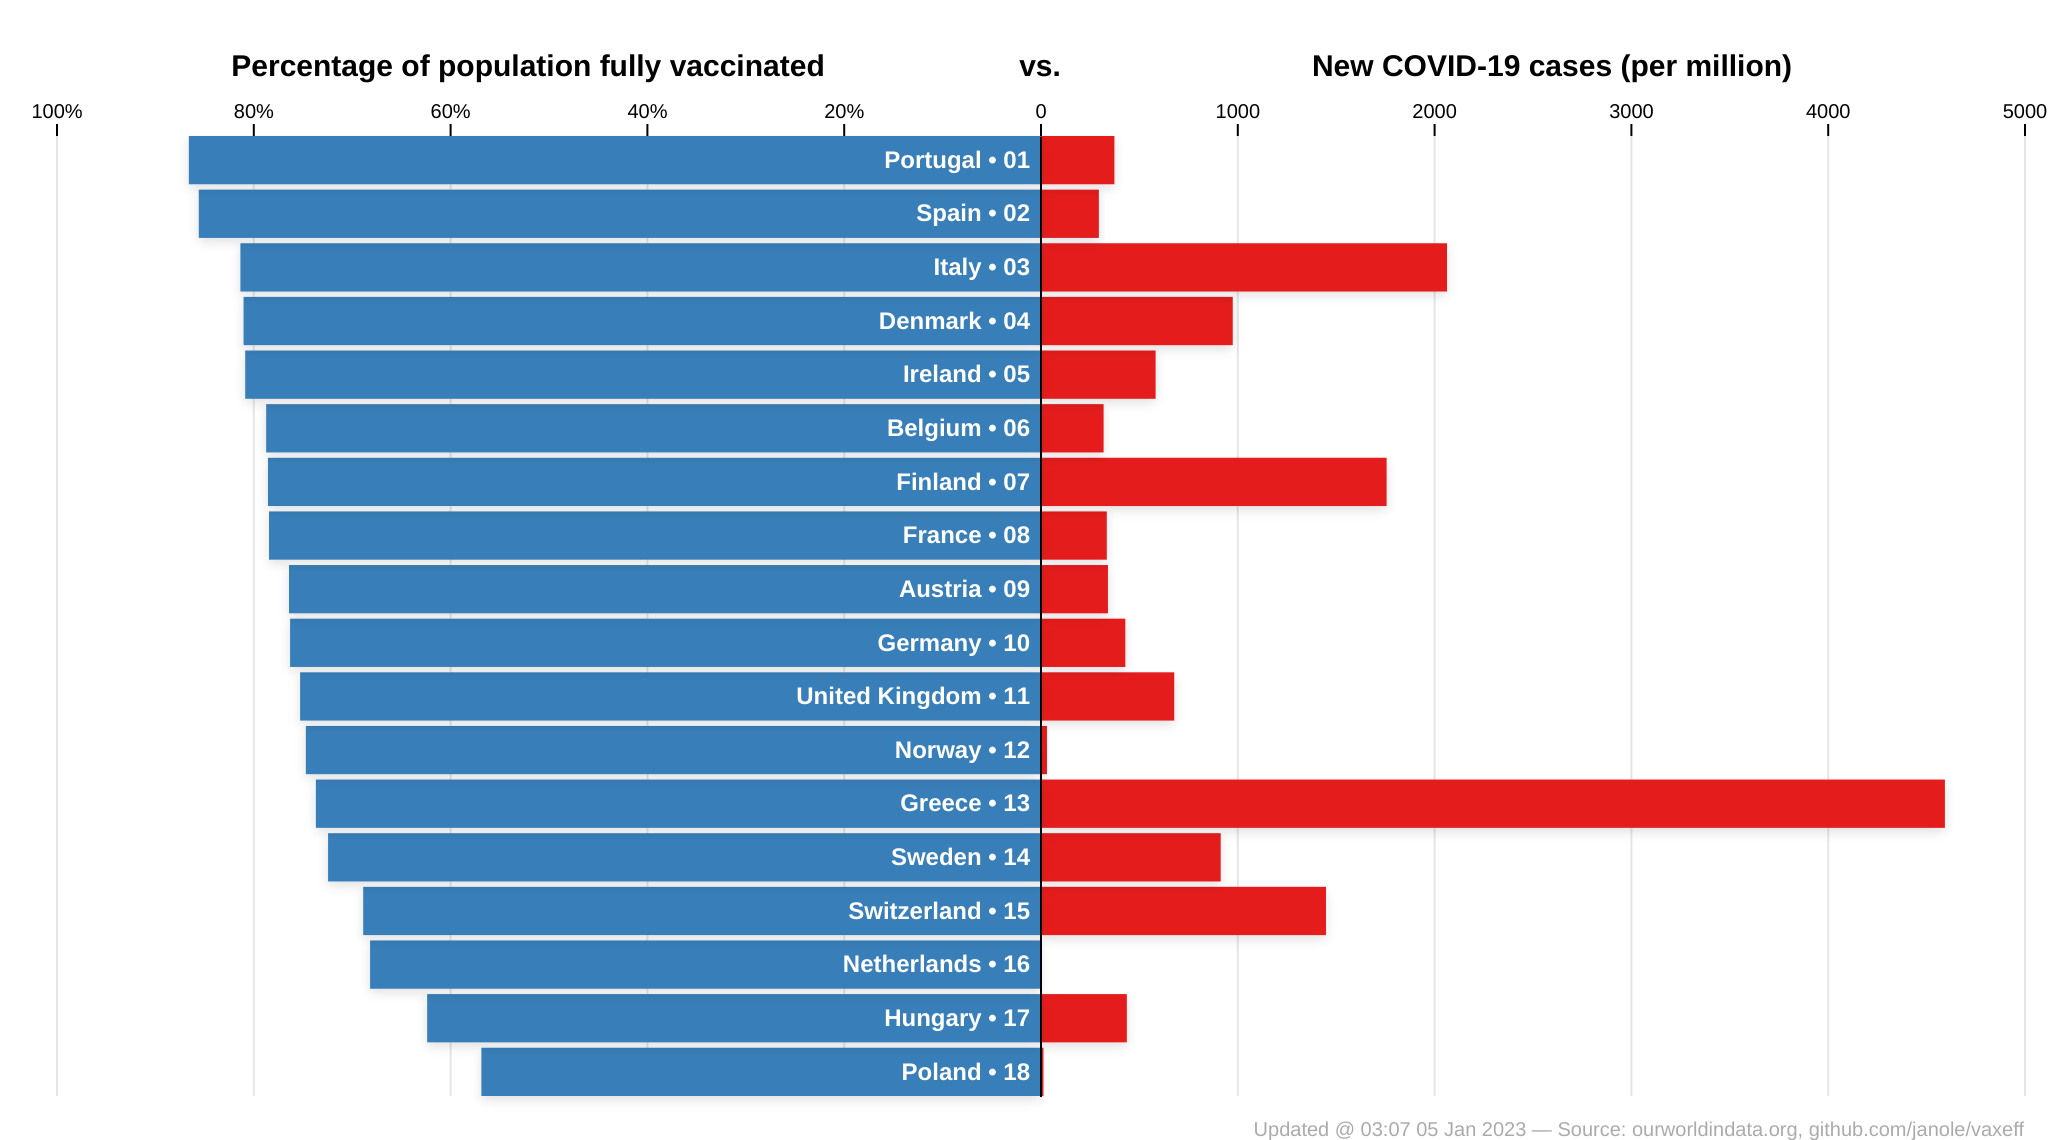 Percentage of population fully vaccinated vs. New COVID-19 cases (per million)
100% 80% 60% 40% 20% 0 1000 2000 3000 4000 5000
Portugal • 01
Spain • 02
Italy • 03
Denmark • 04
Ireland • 05
Belgium • 06
Finland • 07
France • 08
Austria • 09
Germany • 10
United Kingdom • 11
Norway • 12
Greece • 13
Sweden • 14
Switzerland • 15
Netherlands • 16
Hungary • 17
Poland • 18
Updated @ 03:07 05 Jan 2023 — Source: ourworldindata.org, github.com/janole/vaxeff